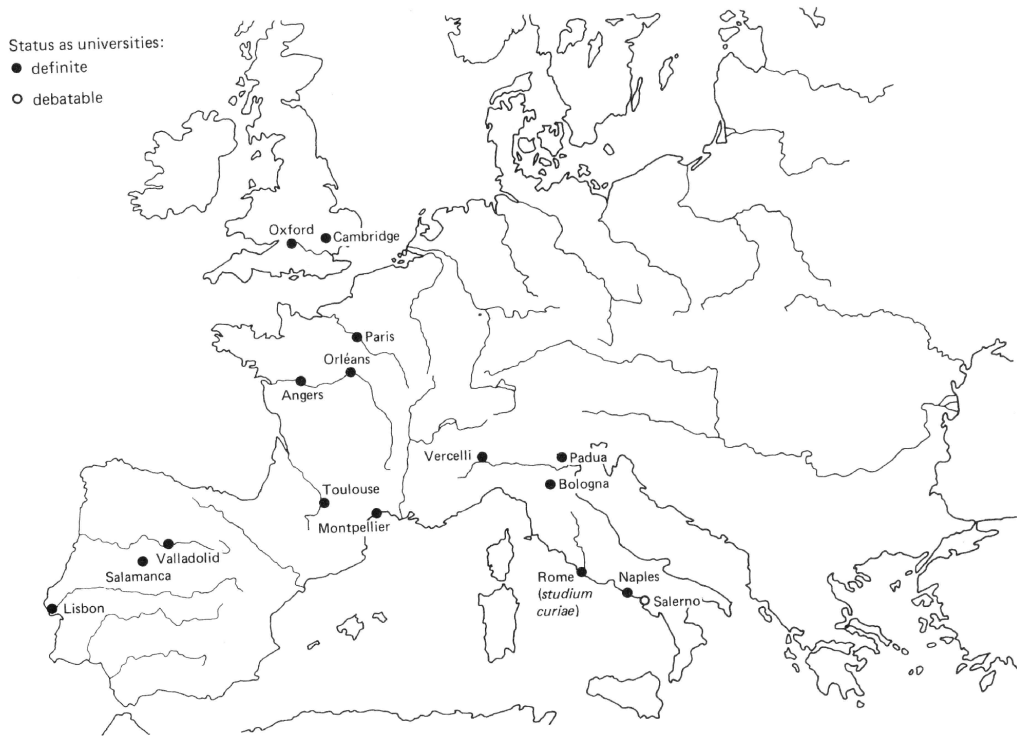 Status as universities:
definite
debatable
Oxford
Cambridge
Paris
Orléans
Angers
Vercelli
Padua
Bologna
Toulouse
Montpellier
Valladolid
Salamanca
Lisbon
Rome
(studium
curiae)
Naples
Salerno